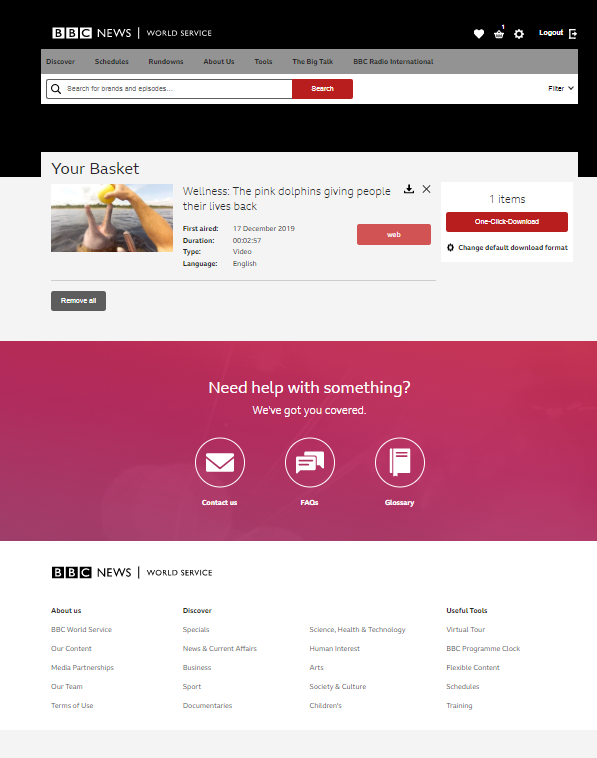 BBC NEWS | WORLD SERVICE
1
Logout
Discover Schedules Rundowns About Us Tools The Big Talk BBC Radio International
Search for brands and episodes... Search Filter
Your Basket
Wellness: The pink dolphins giving people
their lives back
First aired: 17 December 2019
Duration: 00:02:57
Type: Video
Language: English
web
1 items
One-Click-Download
Change default download format
Remove all
Need help with something?
We've got you covered.
Contact us FAQs Glossary
BBC NEWS | WORLD SERVICE
About us Discover Useful Tools
BBC World Service Specials Science, Health & Technology Virtual Tour
Our Content News & Current Affairs Human Interest BBC Programme Clock
Media Partnerships Business Arts Flexible Content
Our Team Sport Society & Culture Schedules
Terms of Use Documentaries Children's Training